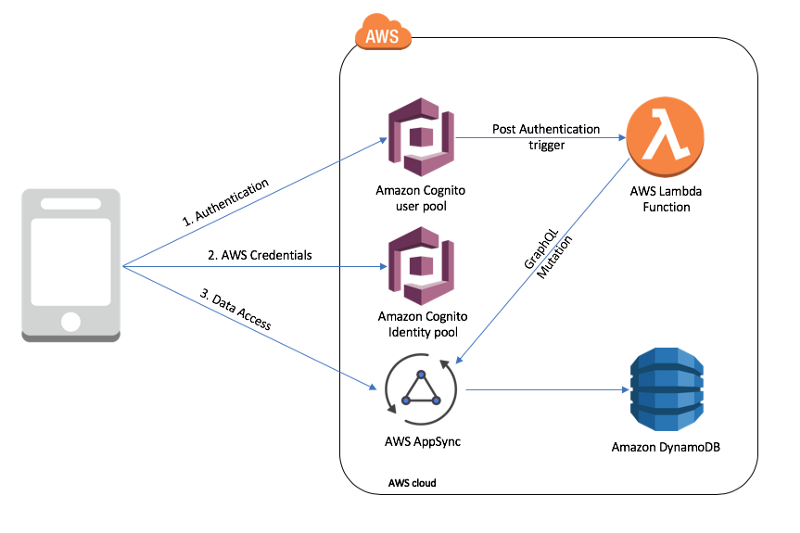 AWS
Post Authentication
trigger
Amazon Cognito
user pool
AWS Lambda
Function
1. Authentication
2. AWS Credentials
GraphQL
Mutation
3. Data Access
Amazon Cognito
Identity pool
AWS AppSync
Amazon DynamoDB
AWS cloud